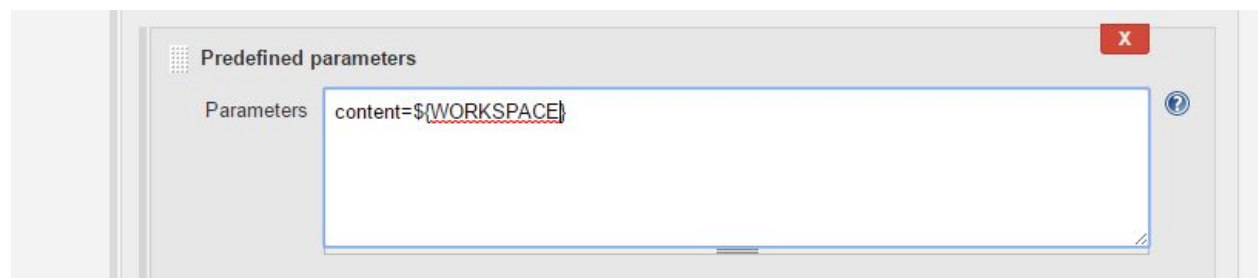 Predefined parameters
X
Parameters
content=${WORKSPACE}
?